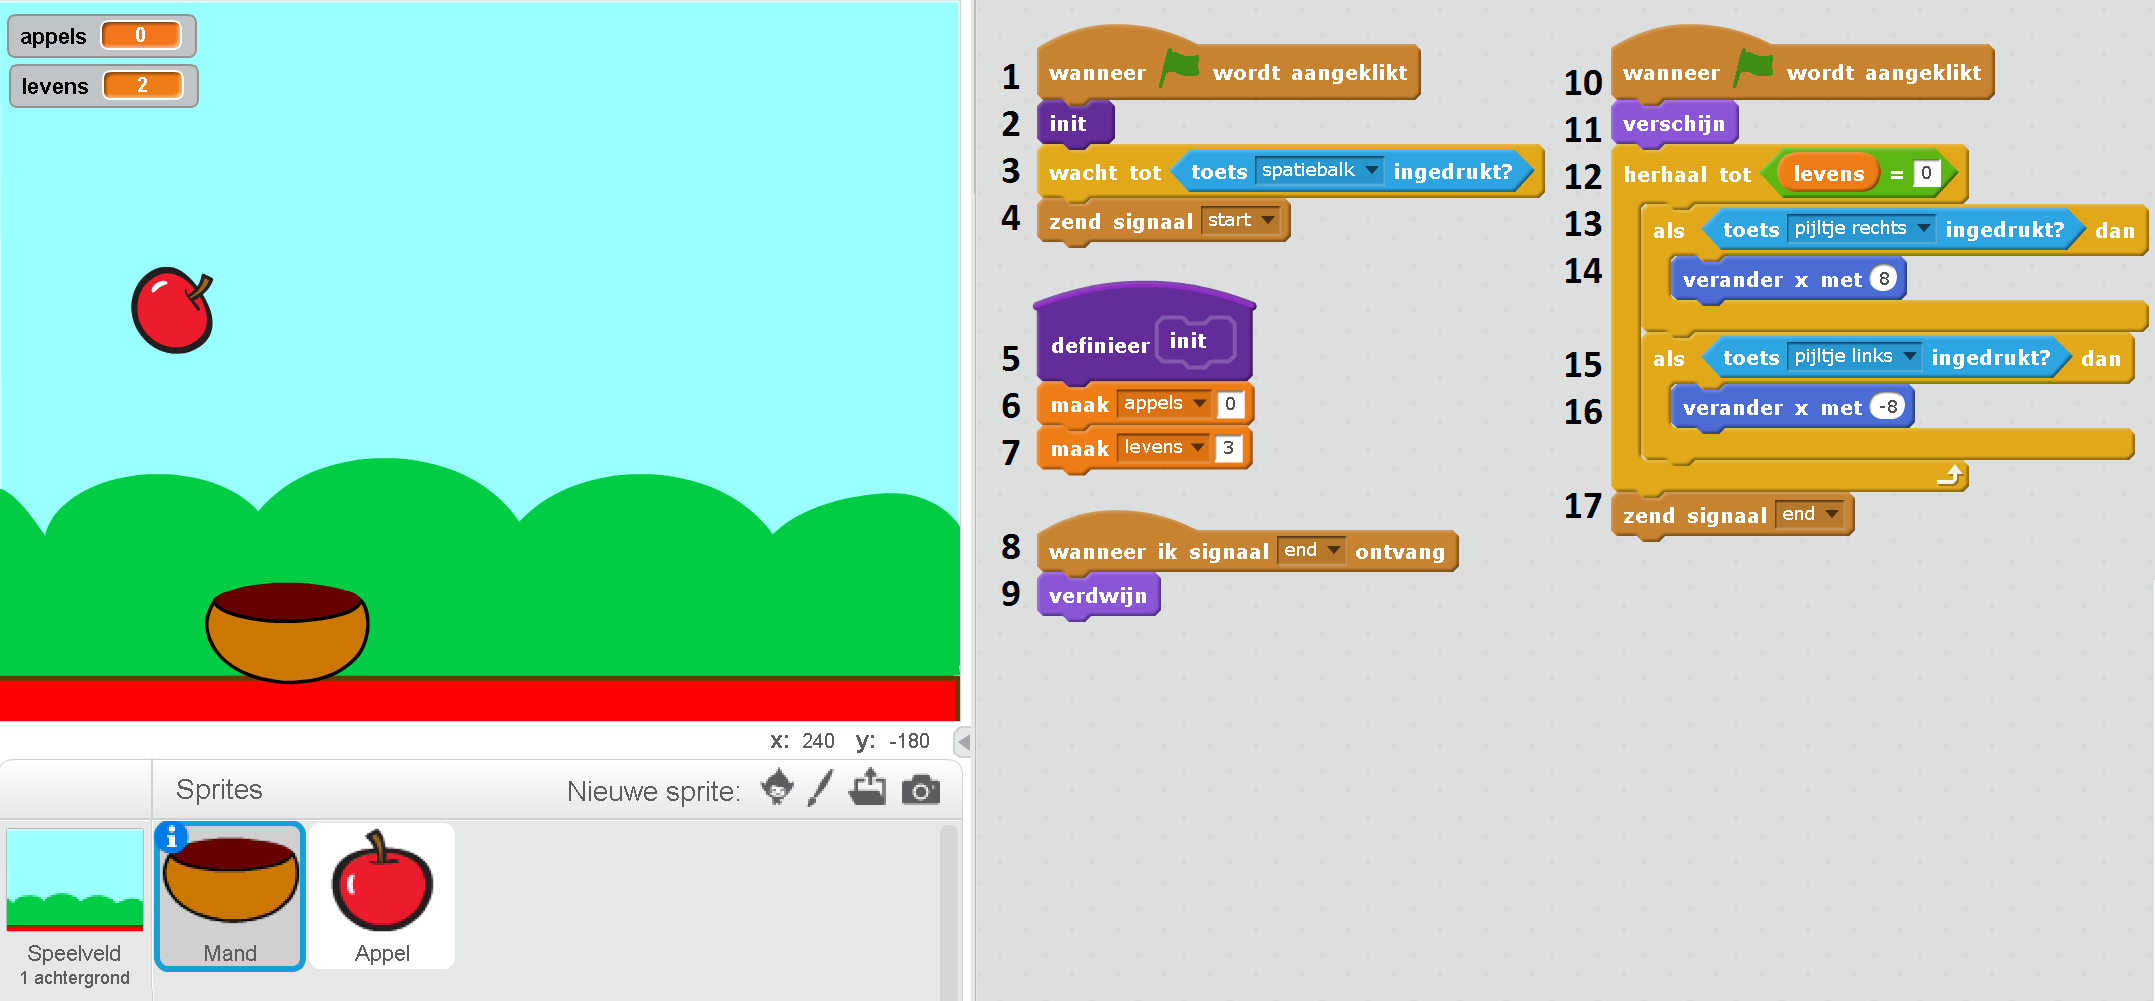 appels 0
levens 2
x: 240 y: -180
Sprites
Nieuwe sprite:
Speelveld
1 achtergrond
i
Mand
Appel
1 wanneer wordt aangeklikt
2 init
3 wacht tot toets spatiebalk ingedrukt?
4 zend signaal start
5 definieer init
6 maak appels 0
7 maak levens 3
8 wanneer ik signaal end ontvang
9 verdwijn
10 wanneer wordt aangeklikt
11 verschijn
12 herhaal tot levens = 0
13 als toets pijltje rechts ingedrukt? dan
14 verander x met 8
15 als toets pijltje links ingedrukt? dan
16 verander x met -8
17 zend signaal end